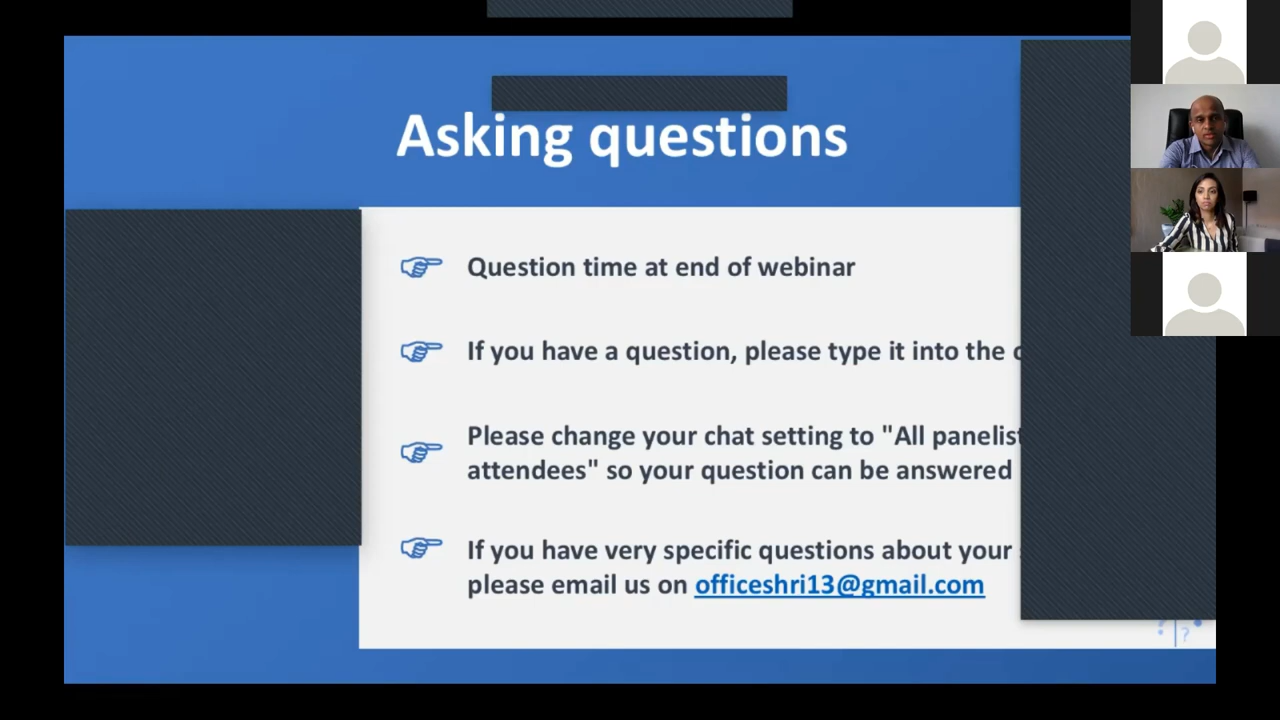 Asking questions
Question time at end of webinar
If you have a question, please type it into the
Please change your chat setting to "All
attendees" so your question can be answered
If you have very specific questions about your
please email us on officeshri13@gmail.com